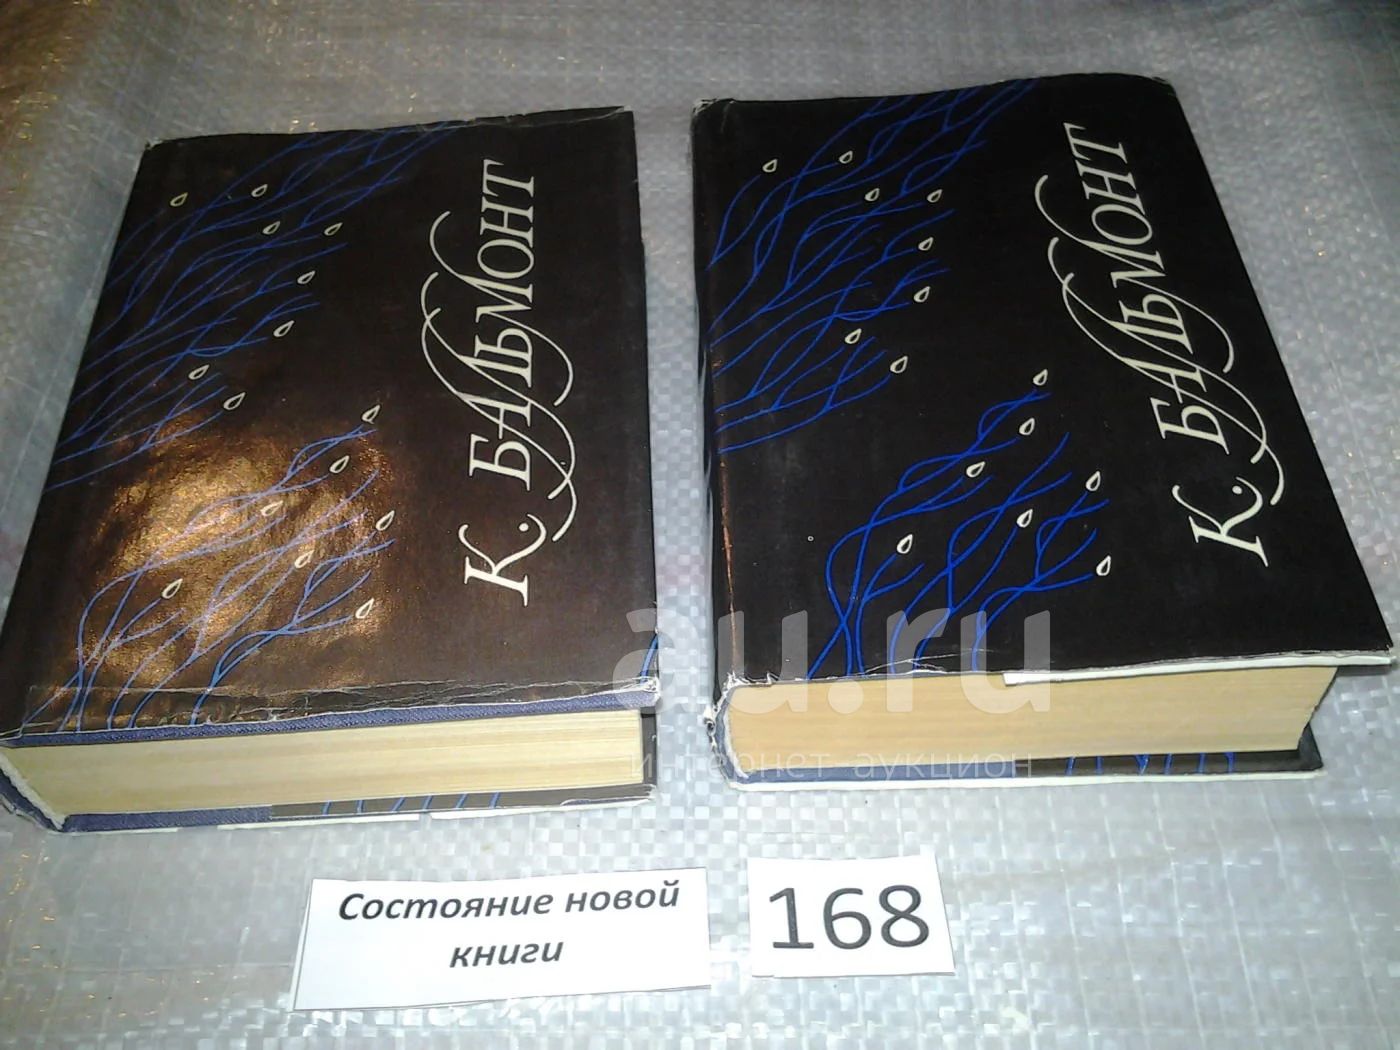 К. БАЛЬМОНТ
К. БАЛЬМОНТ
au.ru
интернет-аукцион
Состояние новой
книги
168